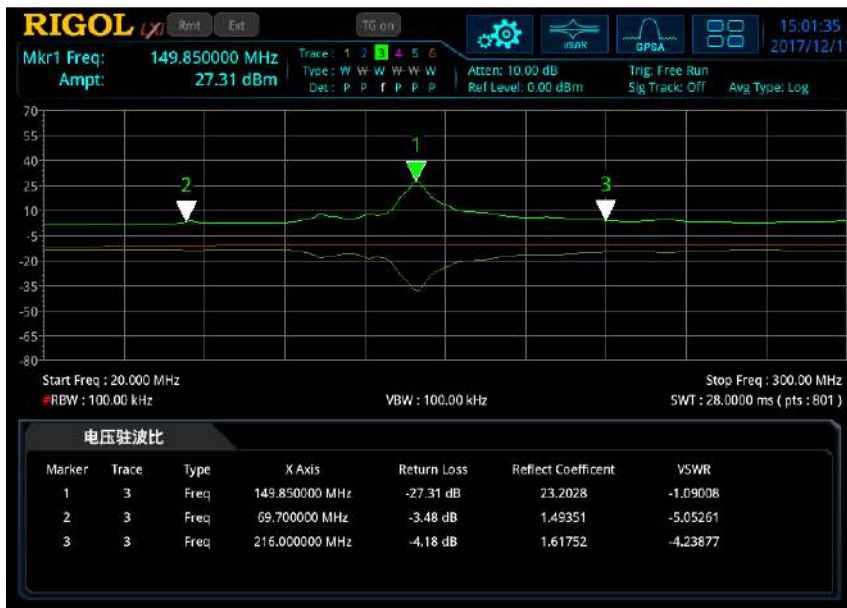 RIGOL LXI Rmt Ext TG on
VSWR GPSA
15:01:35
2017/12/1
Mkr1 Freq: 149.850000 MHz
Ampt: 27.31 dBm
Trace: 1 2 3 4 5 6
Type: W W W W W W
Det: P P f P P P
Atten: 10.00 dB
Ref Level: 0.00 dBm
Trig: Free Run
Sig Track: Off Avg Type: Log
70
55
40
25
10
-5
-20
-35
-50
-65
-80
1
2
3
Start Freq : 20.000 MHz
Stop Freq : 300.00 MHz
#RBW : 100.00 kHz
VBW : 100.00 kHz
SWT : 28.0000 ms ( pts : 801 )
电压驻波比
Marker Trace Type X Axis Return Loss Reflect Coefficent VSWR
1 3 Freq 149.850000 MHz -27.31 dB 23.2028 -1.09008
2 3 Freq 69.700000 MHz -3.48 dB 1.49351 -5.05261
3 3 Freq 216.000000 MHz -4.18 dB 1.61752 -4.23877